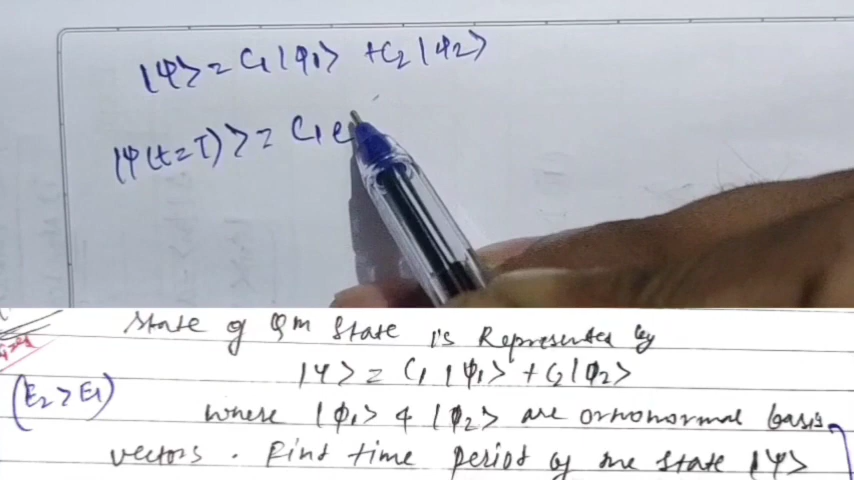 |ψ> = C₁|φ₁> + C₂|φ₂>
|ψ(t=T)> = C₁ e
State of QM State is Represented by
|ψ> = C₁|φ₁> + C₂|φ₂>
(E₂ > E₁)
where |φ₁> & |φ₂> are orthonormal basis
vectors. Find time period of the state |ψ>